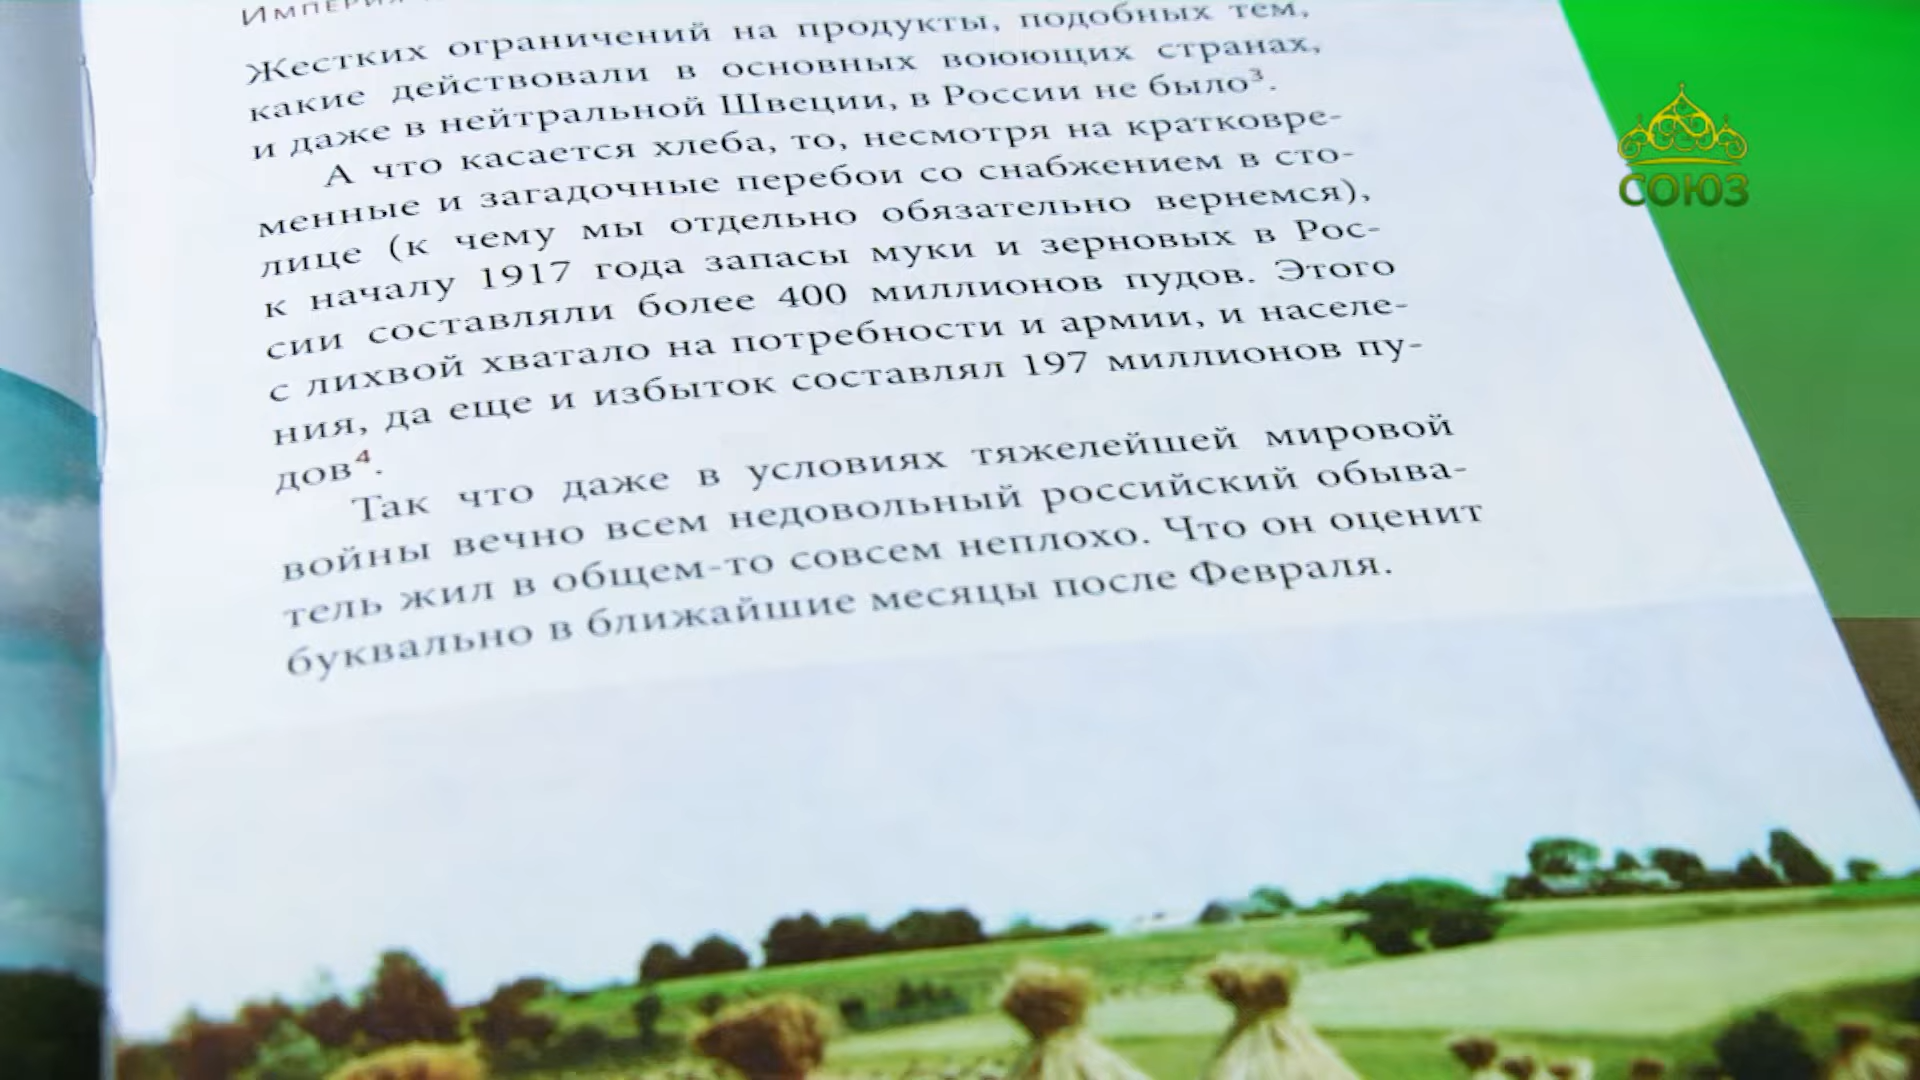 Жестких ограничений на продукты, подобных тем,
какие действовали в основных воюющих странах,
и даже в нейтральной Швеции, в России не было³.
А что касается хлеба, то, несмотря на кратковре-
менные и загадочные перебои со снабжением в сто-
лице (к чему мы отдельно обязательно вернемся),
к началу 1917 года запасы муки и зерновых в Рос-
сии составляли более 400 миллионов пудов. Этого
с лихвой хватало на потребности и армии, и населе-
ния, да еще и избыток составлял 197 миллионов пу-
дов⁴.
Так что даже в условиях тяжелейшей мировой
войны вечно всем недовольный российский обыва-
тель жил в общем-то совсем неплохо. Что он оценит
буквально в ближайшие месяцы после Февраля.
СОЮЗ